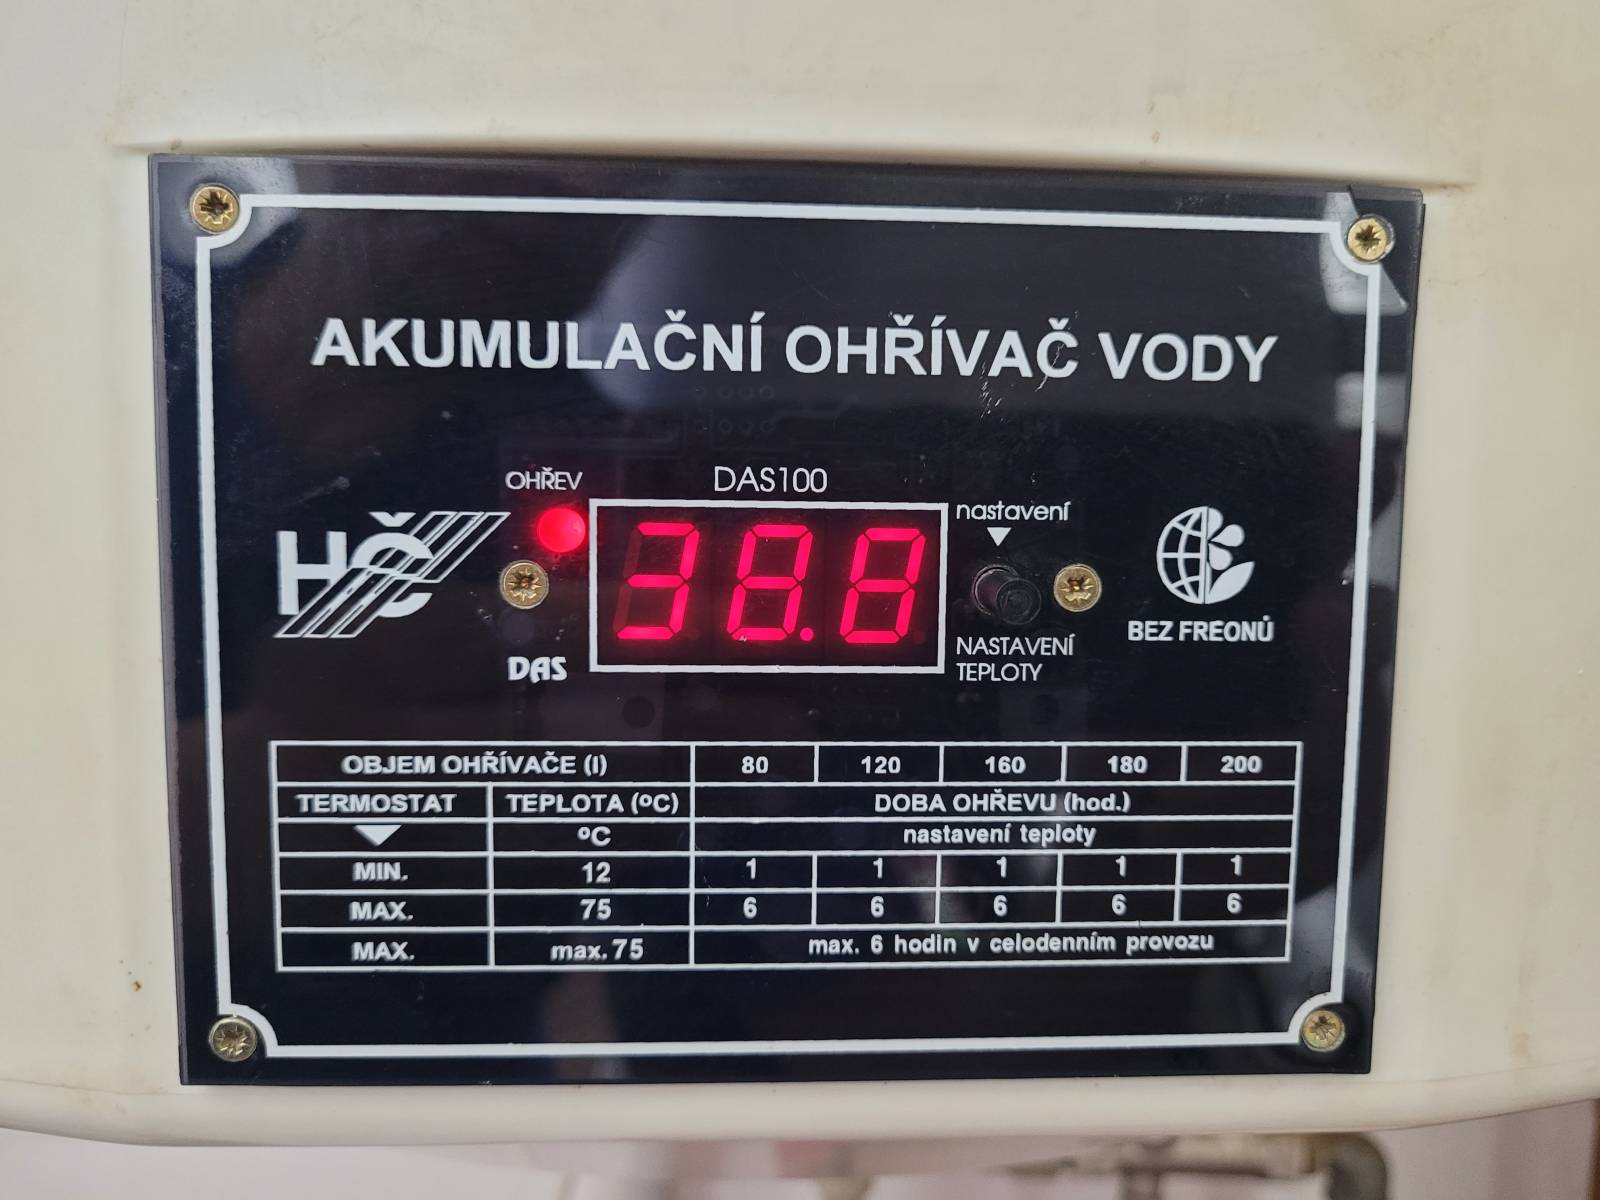 AKUMULAČNÍ OHŘÍVAČ VODY
OHŘEV
DAS100
HČ
38.8
nastavení
NASTAVENÍ
TEPLOTY
DAS
BEZ FREONŮ
OBJEM OHŘÍVAČE (l) 80 120 160 180 200
TERMOSTAT TEPLOTA (ºC) DOBA OHŘEVU (hod.)
ºC nastavení teploty
MIN. 12 1 1 1 1 1
MAX. 75 6 6 6 6 6
MAX. max. 75 max. 6 hodin v celodenním provozu